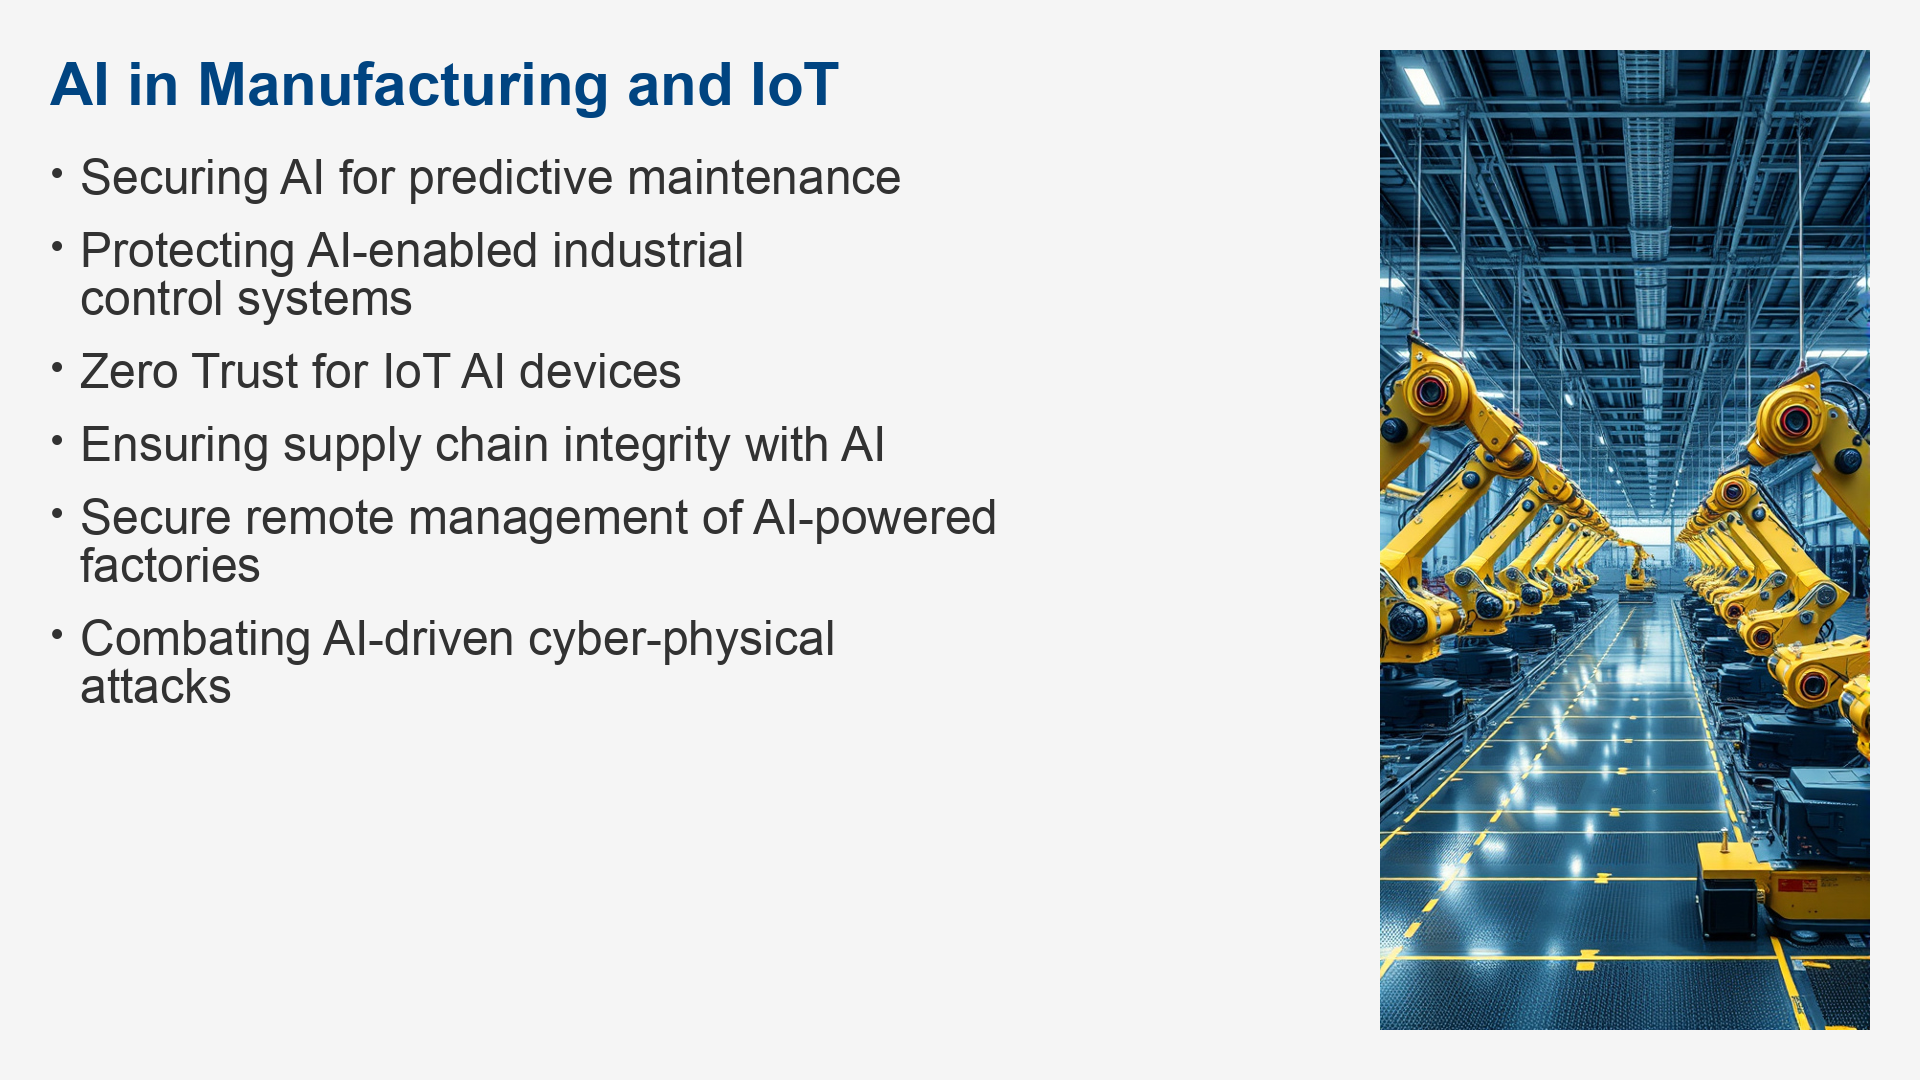 AI in Manufacturing and IoT
• Securing AI for predictive maintenance
• Protecting AI-enabled industrial
control systems
• Zero Trust for IoT AI devices
• Ensuring supply chain integrity with AI
• Secure remote management of AI-powered
factories
• Combating AI-driven cyber-physical
attacks